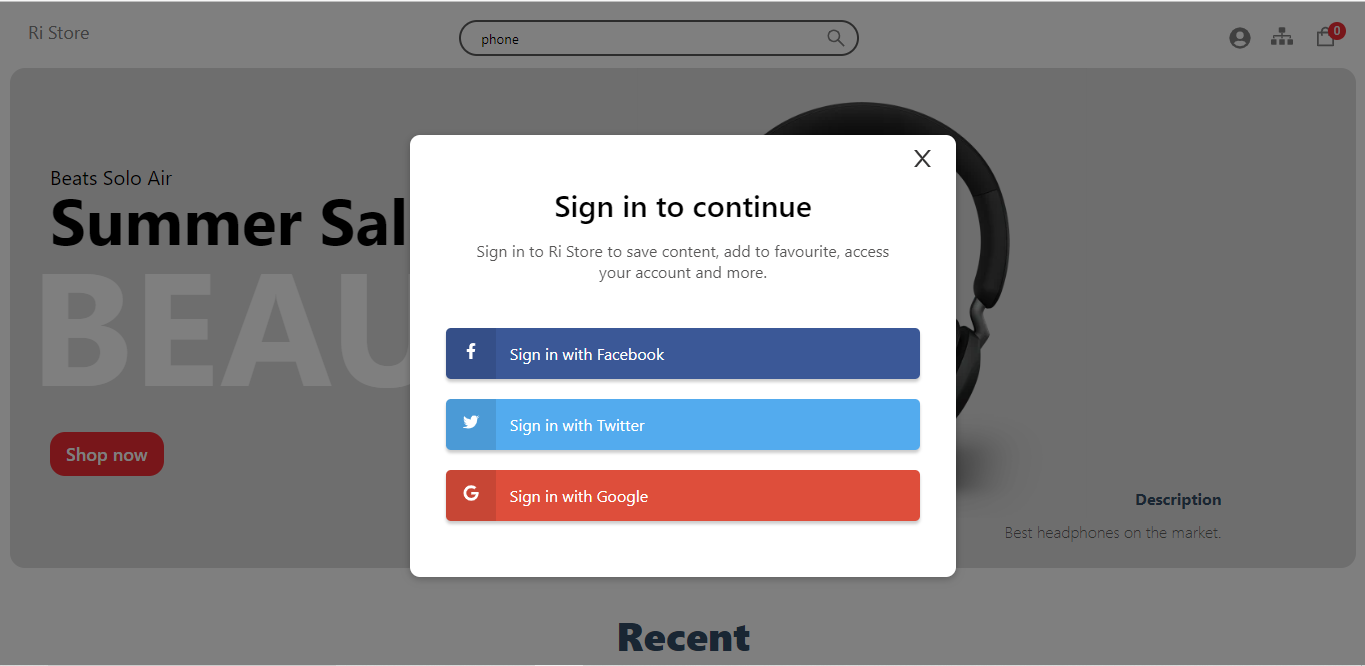 Ri Store
phone
0
Beats Solo Air
Summer Sal
BEAU
Shop now
X
Sign in to continue
Sign in to Ri Store to save content, add to favourite, access
your account and more.
Sign in with Facebook
Sign in with Twitter
Sign in with Google
Description
Best headphones on the market.
Recent